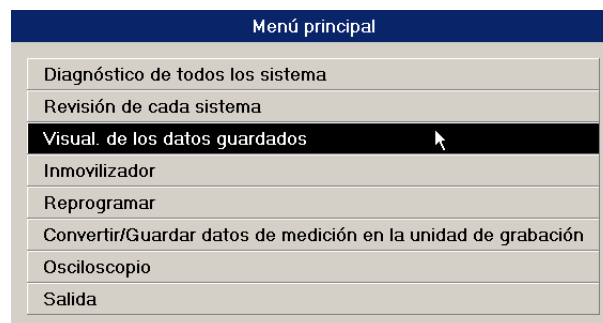 Menú principal
Diagnóstico de todos los sistema
Revisión de cada sistema
Visual. de los datos guardados
Inmovilizador
Reprogramar
Convertir/Guardar datos de medición en la unidad de grabación
Osciloscopio
Salida